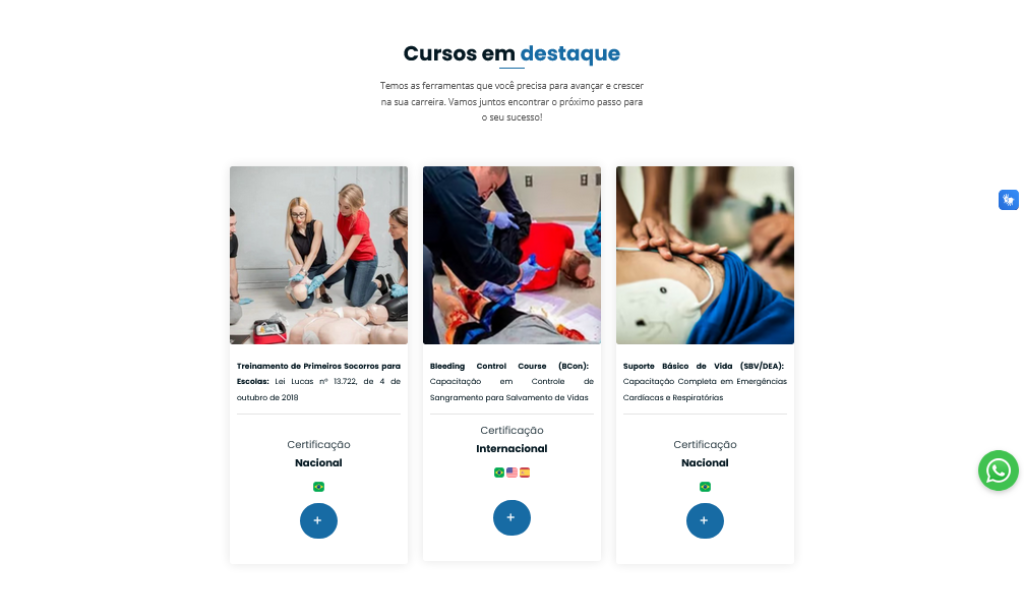 Cursos em destaque
Temos as ferramentas que você precisa para avançar e crescer
na sua carreira. Vamos juntos encontrar o próximo passo para
o seu sucesso!
Treinamento de Primeiros Socorros para
Escolas: Lei Lucas nº 13.722, de 4 de
outubro de 2018
Certificação
Nacional
+
Bleeding Control Course (BCon):
Capacitação em Controle de
Sangramento para Salvamento de Vidas
Certificação
Internacional
+
Suporte Básico de Vida (SBV/DEA):
Capacitação Completa em Emergências
Cardíacas e Respiratórias
Certificação
Nacional
+